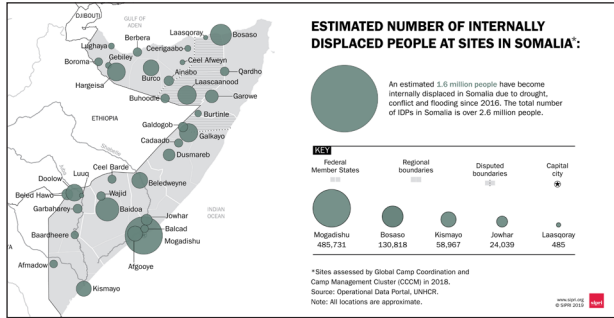 DJIBOUTI
GULF OF
ADEN
Laasqoray
Bosaso
Berbera
Lughaya
Ceerigaabo
Gebiley
Ceel Afweyn
Boroma
Burco
Ainabo
Qardho
Hargeisa
Laascaanood
Buhoodle
Garowe
ETHIOPIA
Burtinle
Galdogob
Galkayo
Cadaado
Shabelle
Dusmareb
Ceel Barde
Juba
Luuq
Doolow
Beledweyne
Beled Hawo
Wajid
Garbaharey
Baidoa
INDIAN
OCEAN
Jowhar
Balcad
Baardheere
Mogadishu
Afgooye
Afmadow
Kismayo
ESTIMATED NUMBER OF INTERNALLY
DISPLACED PEOPLE AT SITES IN SOMALIA*:
An estimated 1.6 million people have become
internally displaced in Somalia due to drought,
conflict and flooding since 2016. The total number
of IDPs in Somalia is over 2.6 million people.
KEY
Federal
Member States
Regional
boundaries
Disputed
boundaries
Capital
city
Mogadishu
485,731
Bosaso
130,818
Kismayo
58,967
Jowhar
24,039
Laasqoray
485
*Sites assessed by Global Camp Coordination and
Camp Management Cluster (CCCM) in 2018.
Source: Operational Data Portal, UNHCR.
Note: All locations are approximate.
www.sipri.org
© SIPRI 2019
sipri